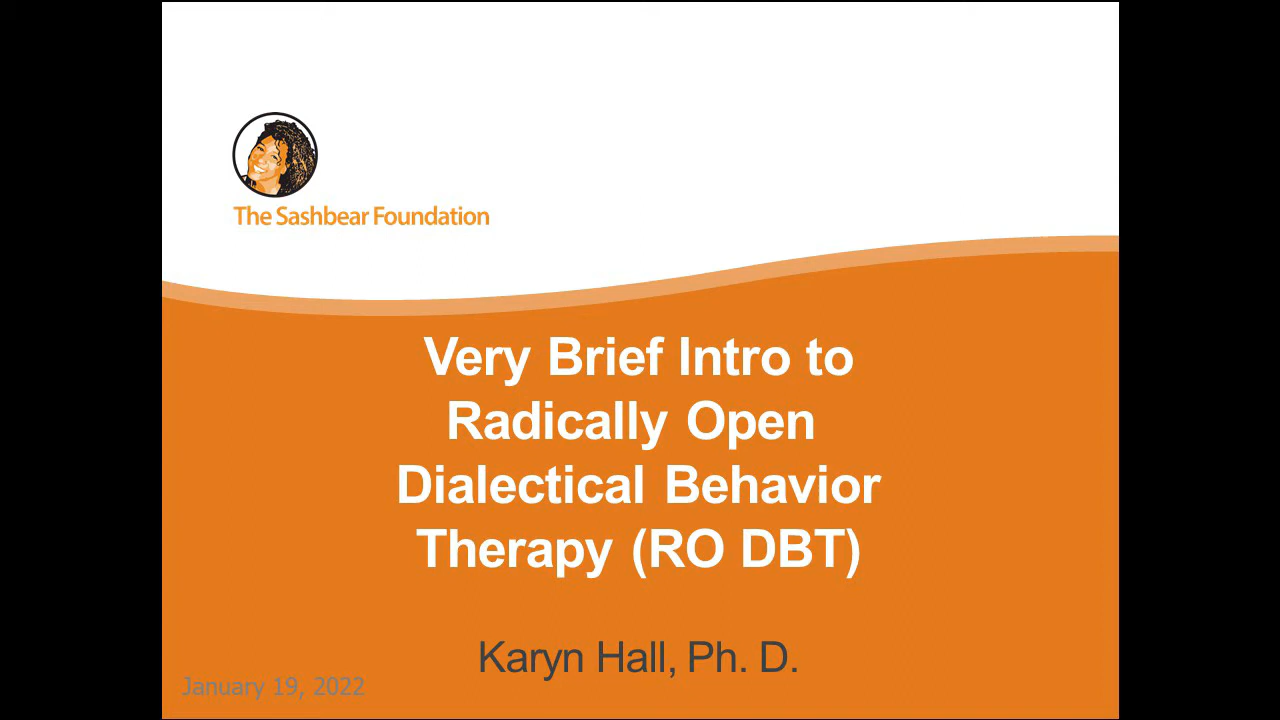 The Sashbear Foundation
Very Brief Intro to
Radically Open
Dialectical Behavior
Therapy (RO DBT)
Karyn Hall, Ph. D.
January 19, 2022